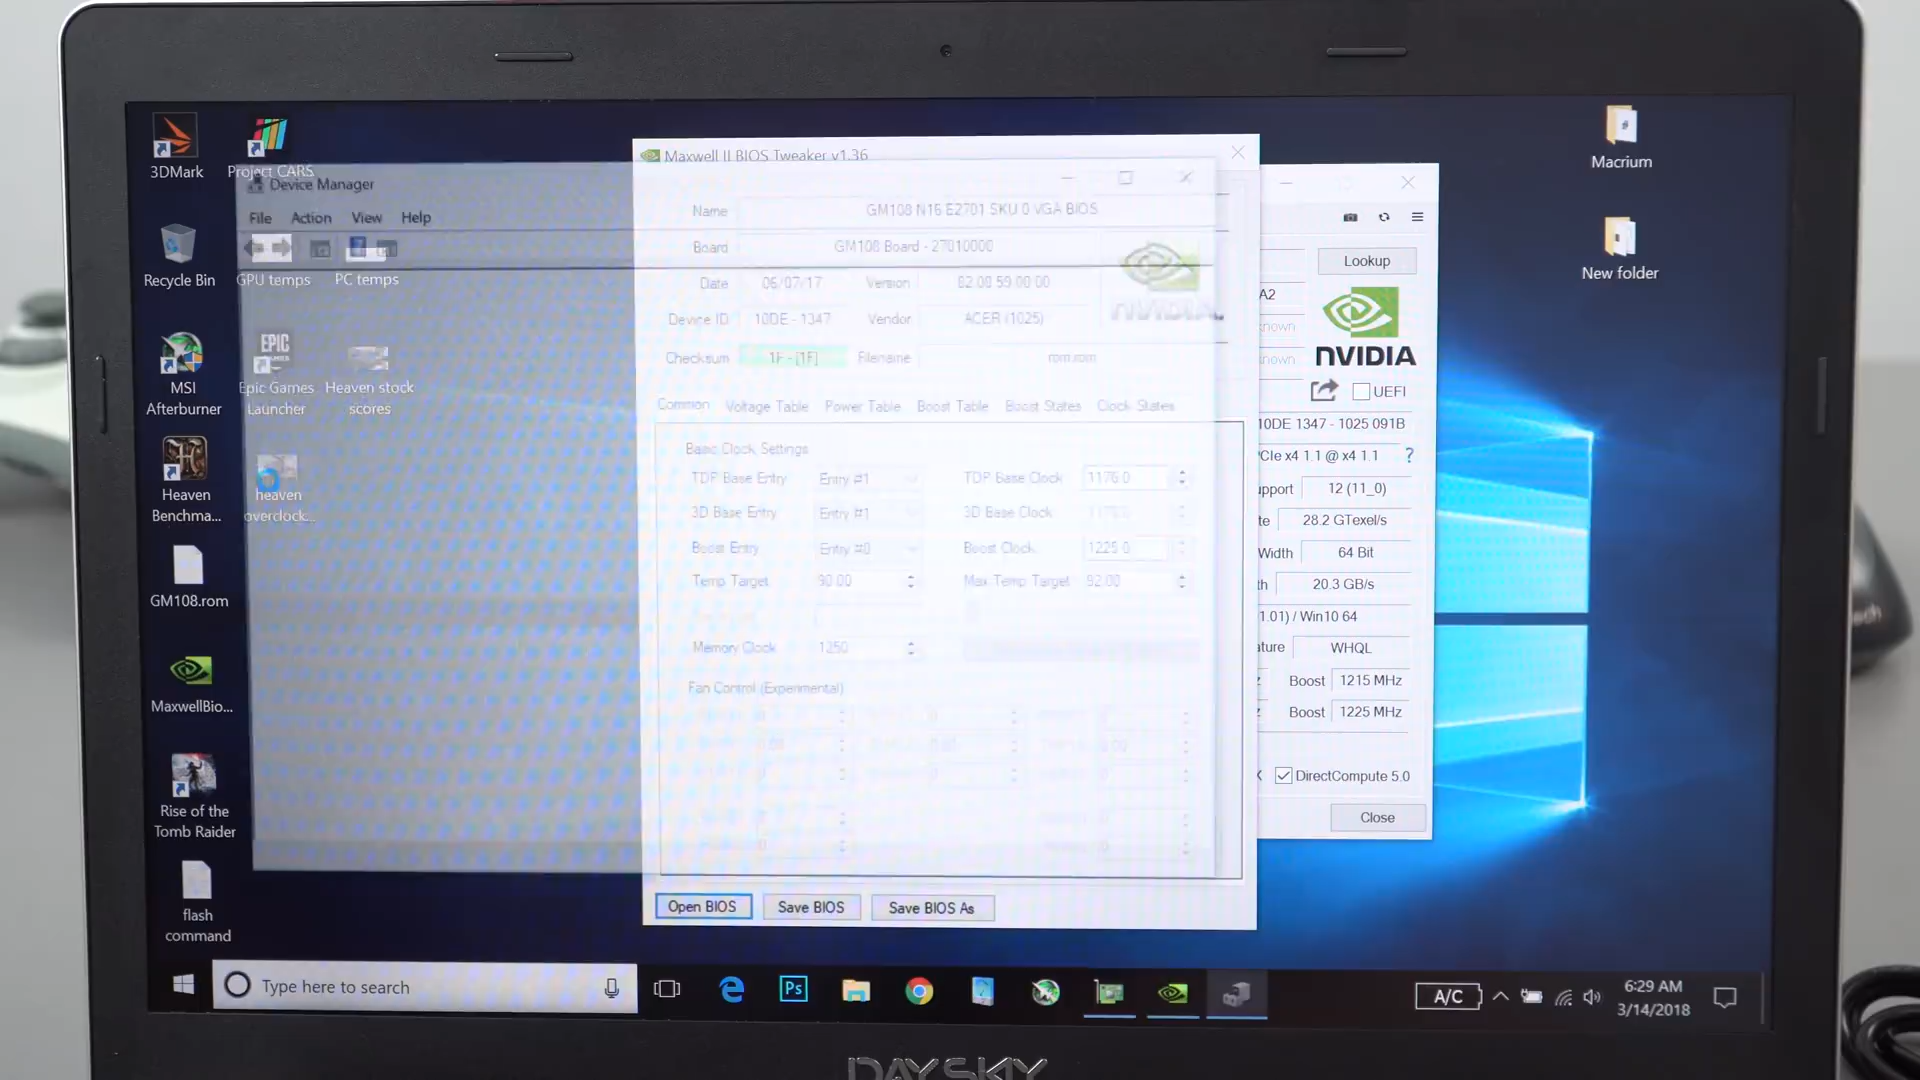 3DMark
Project CARS
Recycle Bin
GPU temps
PC temps
MSI
Afterburner
Epic Games
Launcher
Heaven stock
scores
Heaven
Benchma...
heaven
overclock...
GM108.rom
MaxwellBio...
Rise of the
Tomb Raider
flash
command
Device Manager
File Action View Help
Maxwell II BIOS Tweaker v1.36
Name GM108 N16 E2701 SKU 0 VGA BIOS
Board GM108 Board - 27010000
Date 06/07/17 Version 82.08.59.00.00
Device ID 10DE - 1347 Vendor ACER (1025)
Checksum 1F - [1F] Filename rom.rom
NVIDIA.
Common Voltage Table Power Table Boost Table Boost States Clock States
Basic Clock Settings
TDP Base Entry Entry #1 TDP Base Clock 1176.0
3D Base Entry Entry #1 3D Base Clock 1176.0
Boost Entry Entry #0 Boost Clock 1225.0
Temp Target 90.00 Max Temp Target 92.00
Memory Clock 1250
Fan Control (Experimental)
Open BIOS Save BIOS Save BIOS As
Lookup
A2
NVIDIA
UEFI
10DE 1347 - 1025 091B
PCIe x4 1.1 @ x4 1.1 ?
upport 12 (11_0)
te 28.2 GTexel/s
Width 64 Bit
th 20.3 GB/s
1.01) / Win10 64
ature WHQL
Boost 1215 MHz
Boost 1225 MHz
DirectCompute 5.0
Close
Macrium
New folder
Type here to search
Ps
A/C
6:29 AM
3/14/2018
DAYSKY